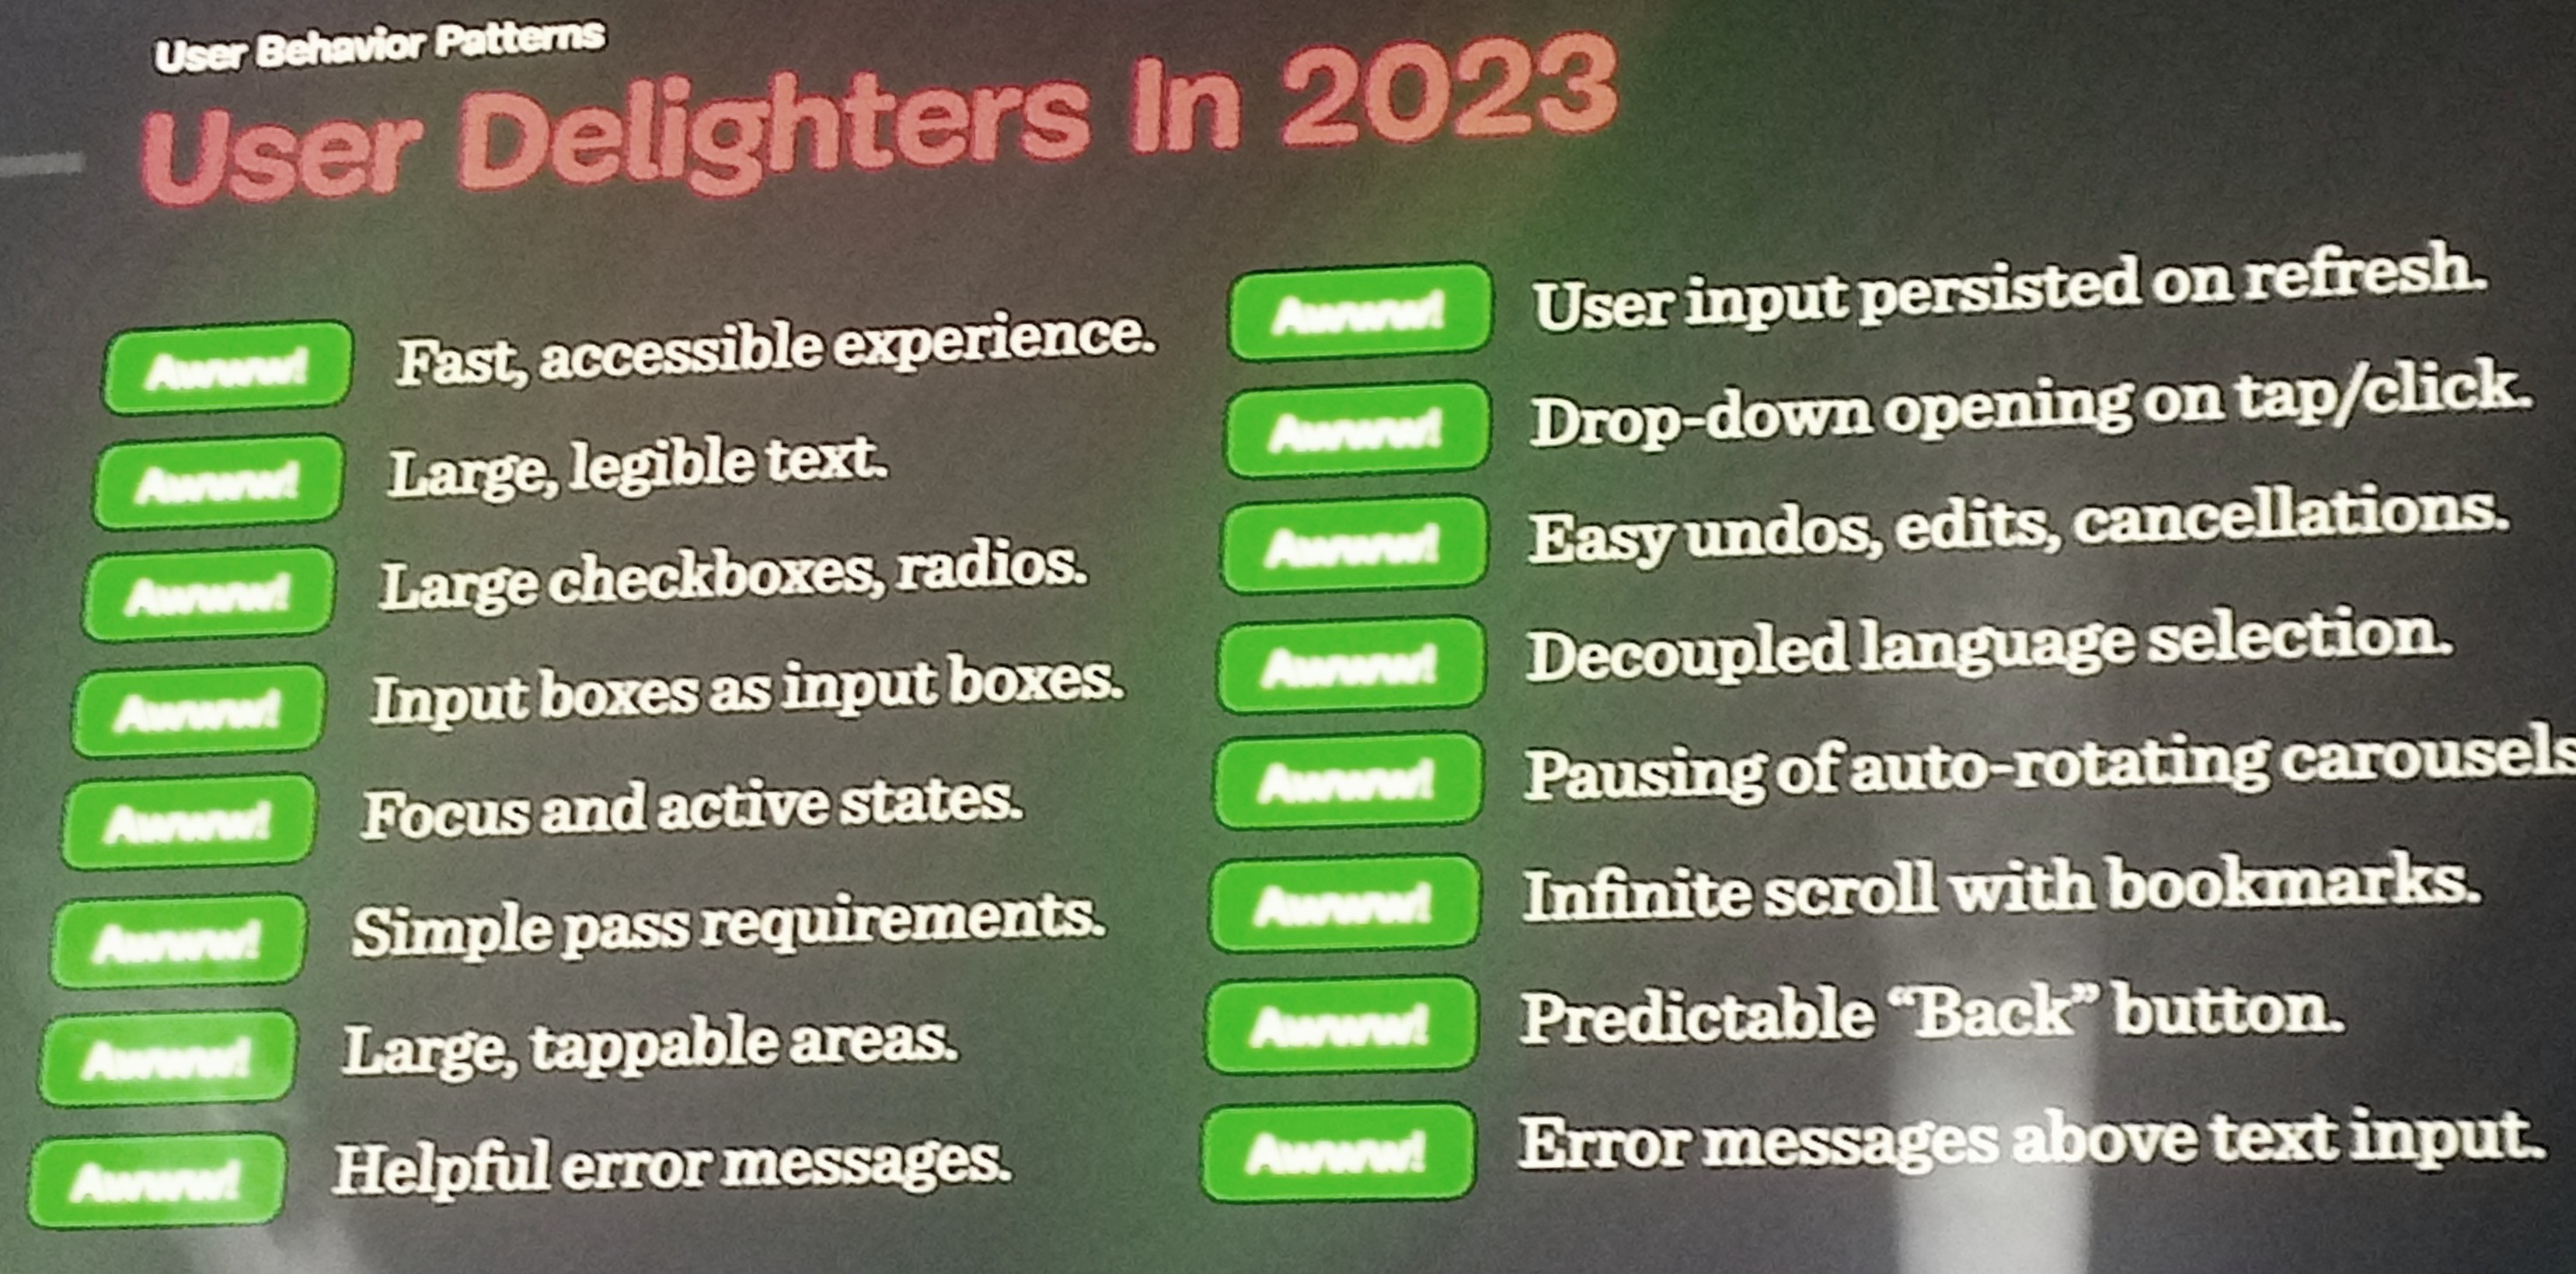 User Behavior Patterns
User Delighters In 2023
Awww! Fast, accessible experience.
Awww! Large, legible text.
Awww! Large checkboxes, radios.
Awww! Input boxes as input boxes.
Awww! Focus and active states.
Awww! Simple pass requirements.
Awww! Large, tappable areas.
Awww! Helpful error messages.
Awww! User input persisted on refresh.
Awww! Drop-down opening on tap/click.
Awww! Easy undos, edits, cancellations.
Awww! Decoupled language selection.
Awww! Pausing of auto-rotating carousels
Awww! Infinite scroll with bookmarks.
Awww! Predictable “Back” button.
Awww! Error messages above text input.